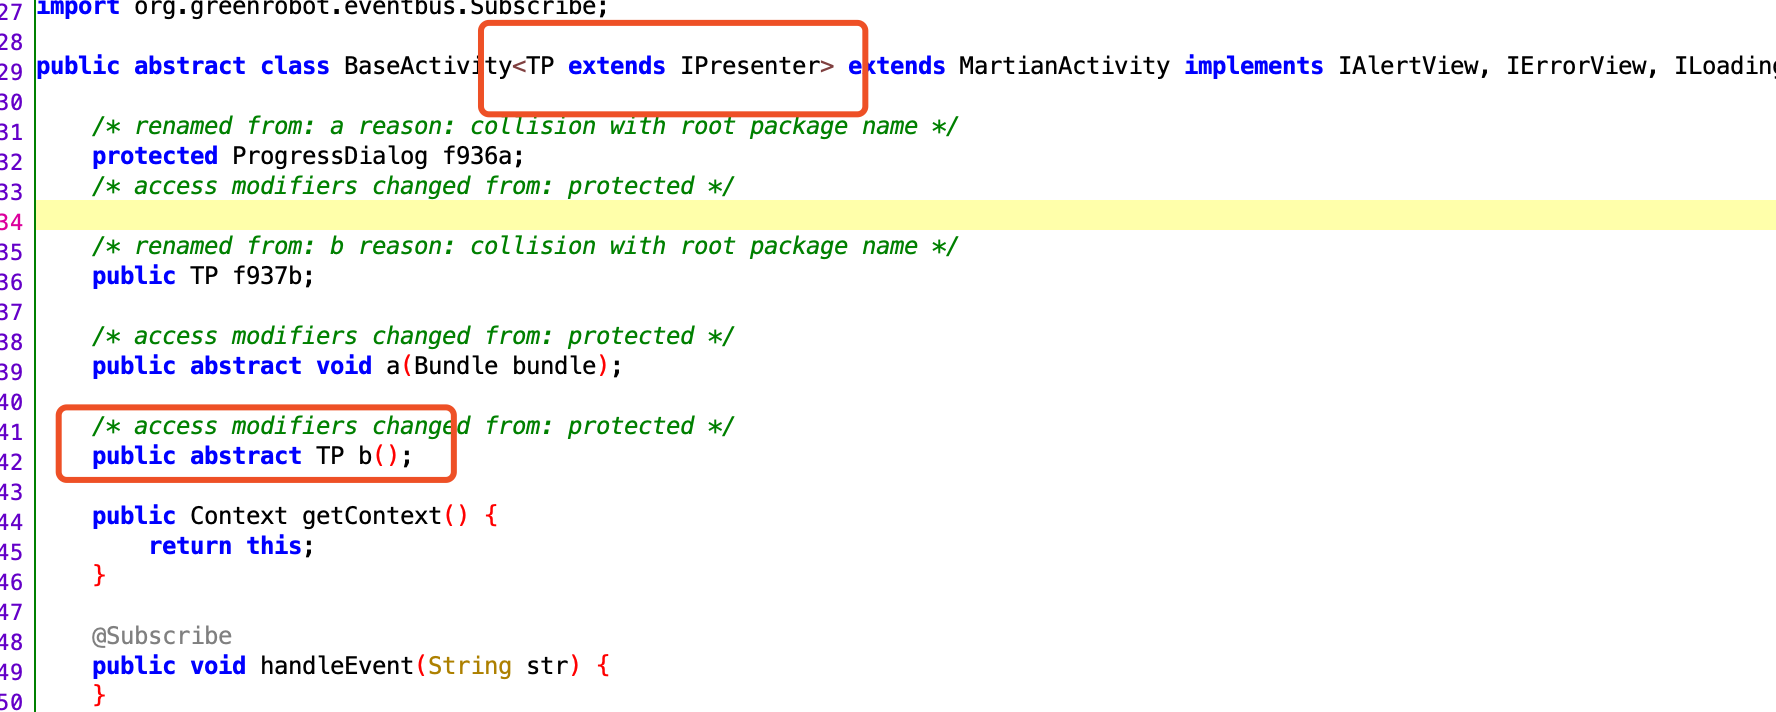 27 import org.greenrobot.eventbus.Subscribe;
28
29 public abstract class BaseActivity<TP extends IPresenter> extends MartianActivity implements IAlertView, IErrorView, ILoading
30
31 /* renamed from: a reason: collision with root package name */
32 protected ProgressDialog f936a;
33 /* access modifiers changed from: protected */
34
35 /* renamed from: b reason: collision with root package name */
36 public TP f937b;
37
38 /* access modifiers changed from: protected */
39 public abstract void a(Bundle bundle);
40
41 /* access modifiers changed from: protected */
42 public abstract TP b();
43
44 public Context getContext() {
45 return this;
46 }
47
48 @Subscribe
49 public void handleEvent(String str) {
50 }